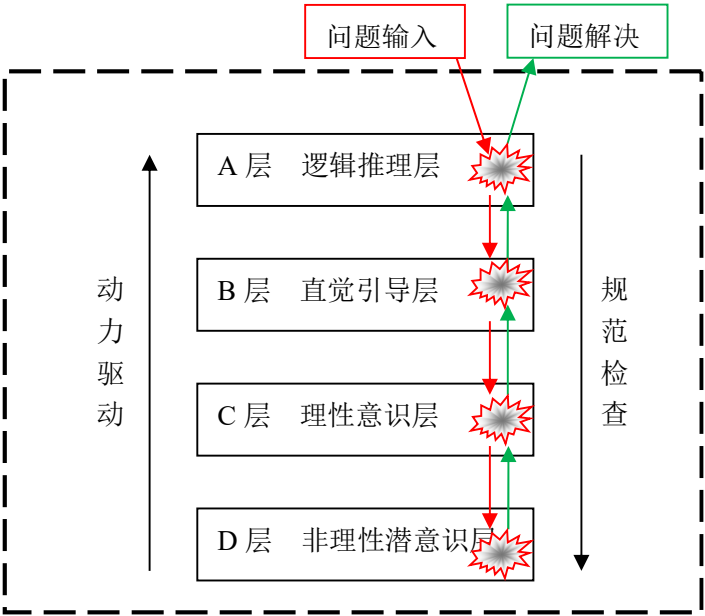 问题输入
问题解决
A 层 逻辑推理层
B 层 直觉引导层
C 层 理性意识层
D 层 非理性潜意识层
动力驱动
规范检查